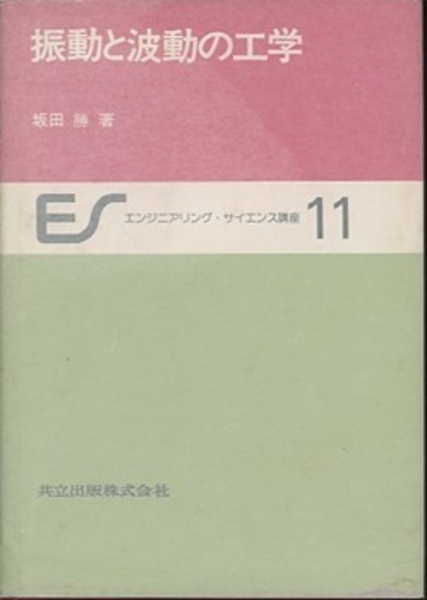 振動と波動の工学
坂田 勝 著
ES エンジニアリング・サイエンス講座 11
共立出版株式会社